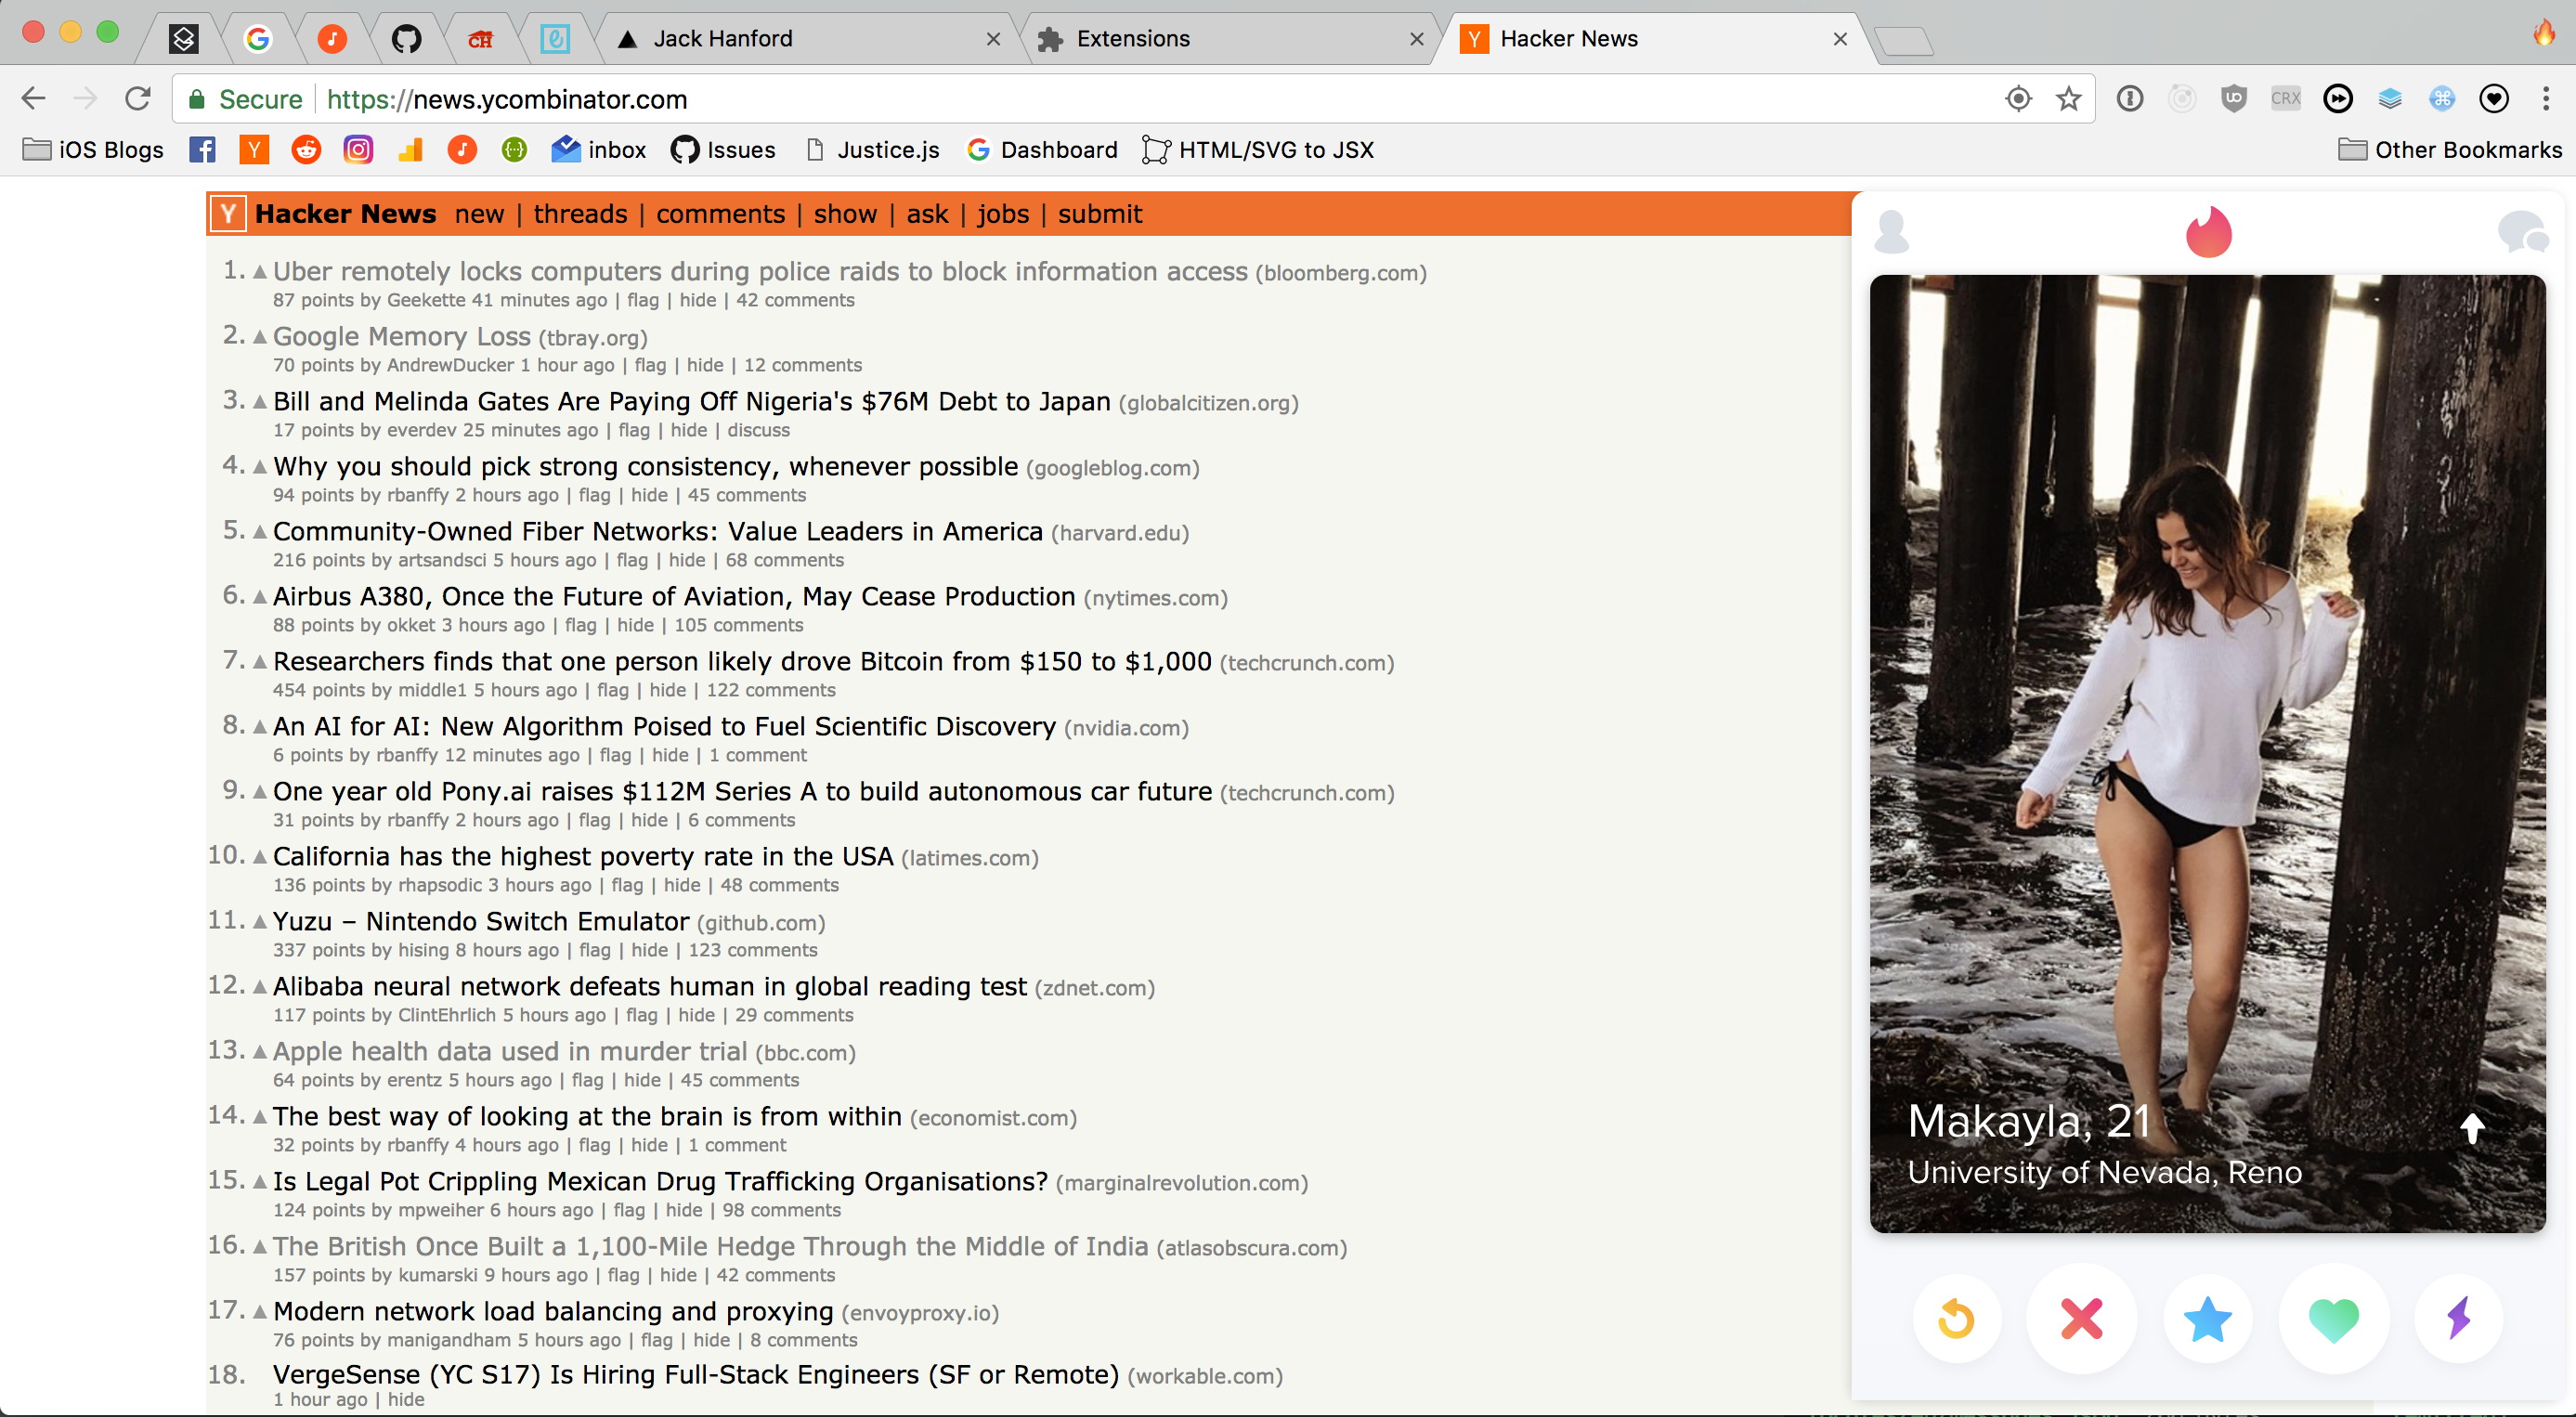 Jack Hanford
Extensions
Hacker News
Secure https://news.ycombinator.com
CRX
iOS Blogs inbox Issues Justice.js Dashboard HTML/SVG to JSX Other Bookmarks
Y Hacker News new | threads | comments | show | ask | jobs | submit
1. Uber remotely locks computers during police raids to block information access (bloomberg.com)
87 points by Geekette 41 minutes ago | flag | hide | 42 comments
2. Google Memory Loss (tbray.org)
70 points by AndrewDucker 1 hour ago | flag | hide | 12 comments
3. Bill and Melinda Gates Are Paying Off Nigeria's $76M Debt to Japan (globalcitizen.org)
17 points by everdev 25 minutes ago | flag | hide | discuss
4. Why you should pick strong consistency, whenever possible (googleblog.com)
94 points by rbanffy 2 hours ago | flag | hide | 45 comments
5. Community-Owned Fiber Networks: Value Leaders in America (harvard.edu)
216 points by artsandsci 5 hours ago | flag | hide | 68 comments
6. Airbus A380, Once the Future of Aviation, May Cease Production (nytimes.com)
88 points by okket 3 hours ago | flag | hide | 105 comments
7. Researchers finds that one person likely drove Bitcoin from $150 to $1,000 (techcrunch.com)
454 points by middle1 5 hours ago | flag | hide | 122 comments
8. An AI for AI: New Algorithm Poised to Fuel Scientific Discovery (nvidia.com)
6 points by rbanffy 12 minutes ago | flag | hide | 1 comment
9. One year old Pony.ai raises $112M Series A to build autonomous car future (techcrunch.com)
31 points by rbanffy 2 hours ago | flag | hide | 6 comments
10. California has the highest poverty rate in the USA (latimes.com)
136 points by rhapsodic 3 hours ago | flag | hide | 48 comments
11. Yuzu – Nintendo Switch Emulator (github.com)
337 points by hising 8 hours ago | flag | hide | 123 comments
12. Alibaba neural network defeats human in global reading test (zdnet.com)
117 points by ClintEhrlich 5 hours ago | flag | hide | 29 comments
13. Apple health data used in murder trial (bbc.com)
64 points by erentz 5 hours ago | flag | hide | 45 comments
14. The best way of looking at the brain is from within (economist.com)
32 points by rbanffy 4 hours ago | flag | hide | 1 comment
15. Is Legal Pot Crippling Mexican Drug Trafficking Organisations? (marginalrevolution.com)
124 points by mpweiher 6 hours ago | flag | hide | 98 comments
16. The British Once Built a 1,100-Mile Hedge Through the Middle of India (atlasobscura.com)
157 points by kumarski 9 hours ago | flag | hide | 42 comments
17. Modern network load balancing and proxying (envoyproxy.io)
76 points by manigandham 5 hours ago | flag | hide | 8 comments
18. VergeSense (YC S17) Is Hiring Full-Stack Engineers (SF or Remote) (workable.com)
1 hour ago | hide
Makayla, 21
University of Nevada, Reno